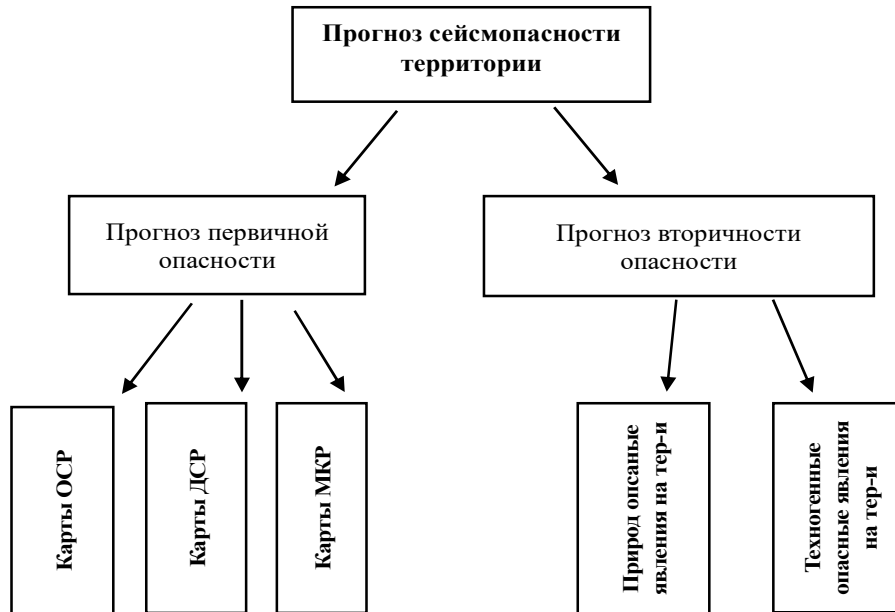 Прогноз сейсмопасности
территории
Прогноз первичной
опасности
Прогноз вторичности
опасности
Карты ОСР
Карты ДСР
Карты МКР
Природ опсаные
явления на тер-и
Техногенные
опасные явления
на тер-и